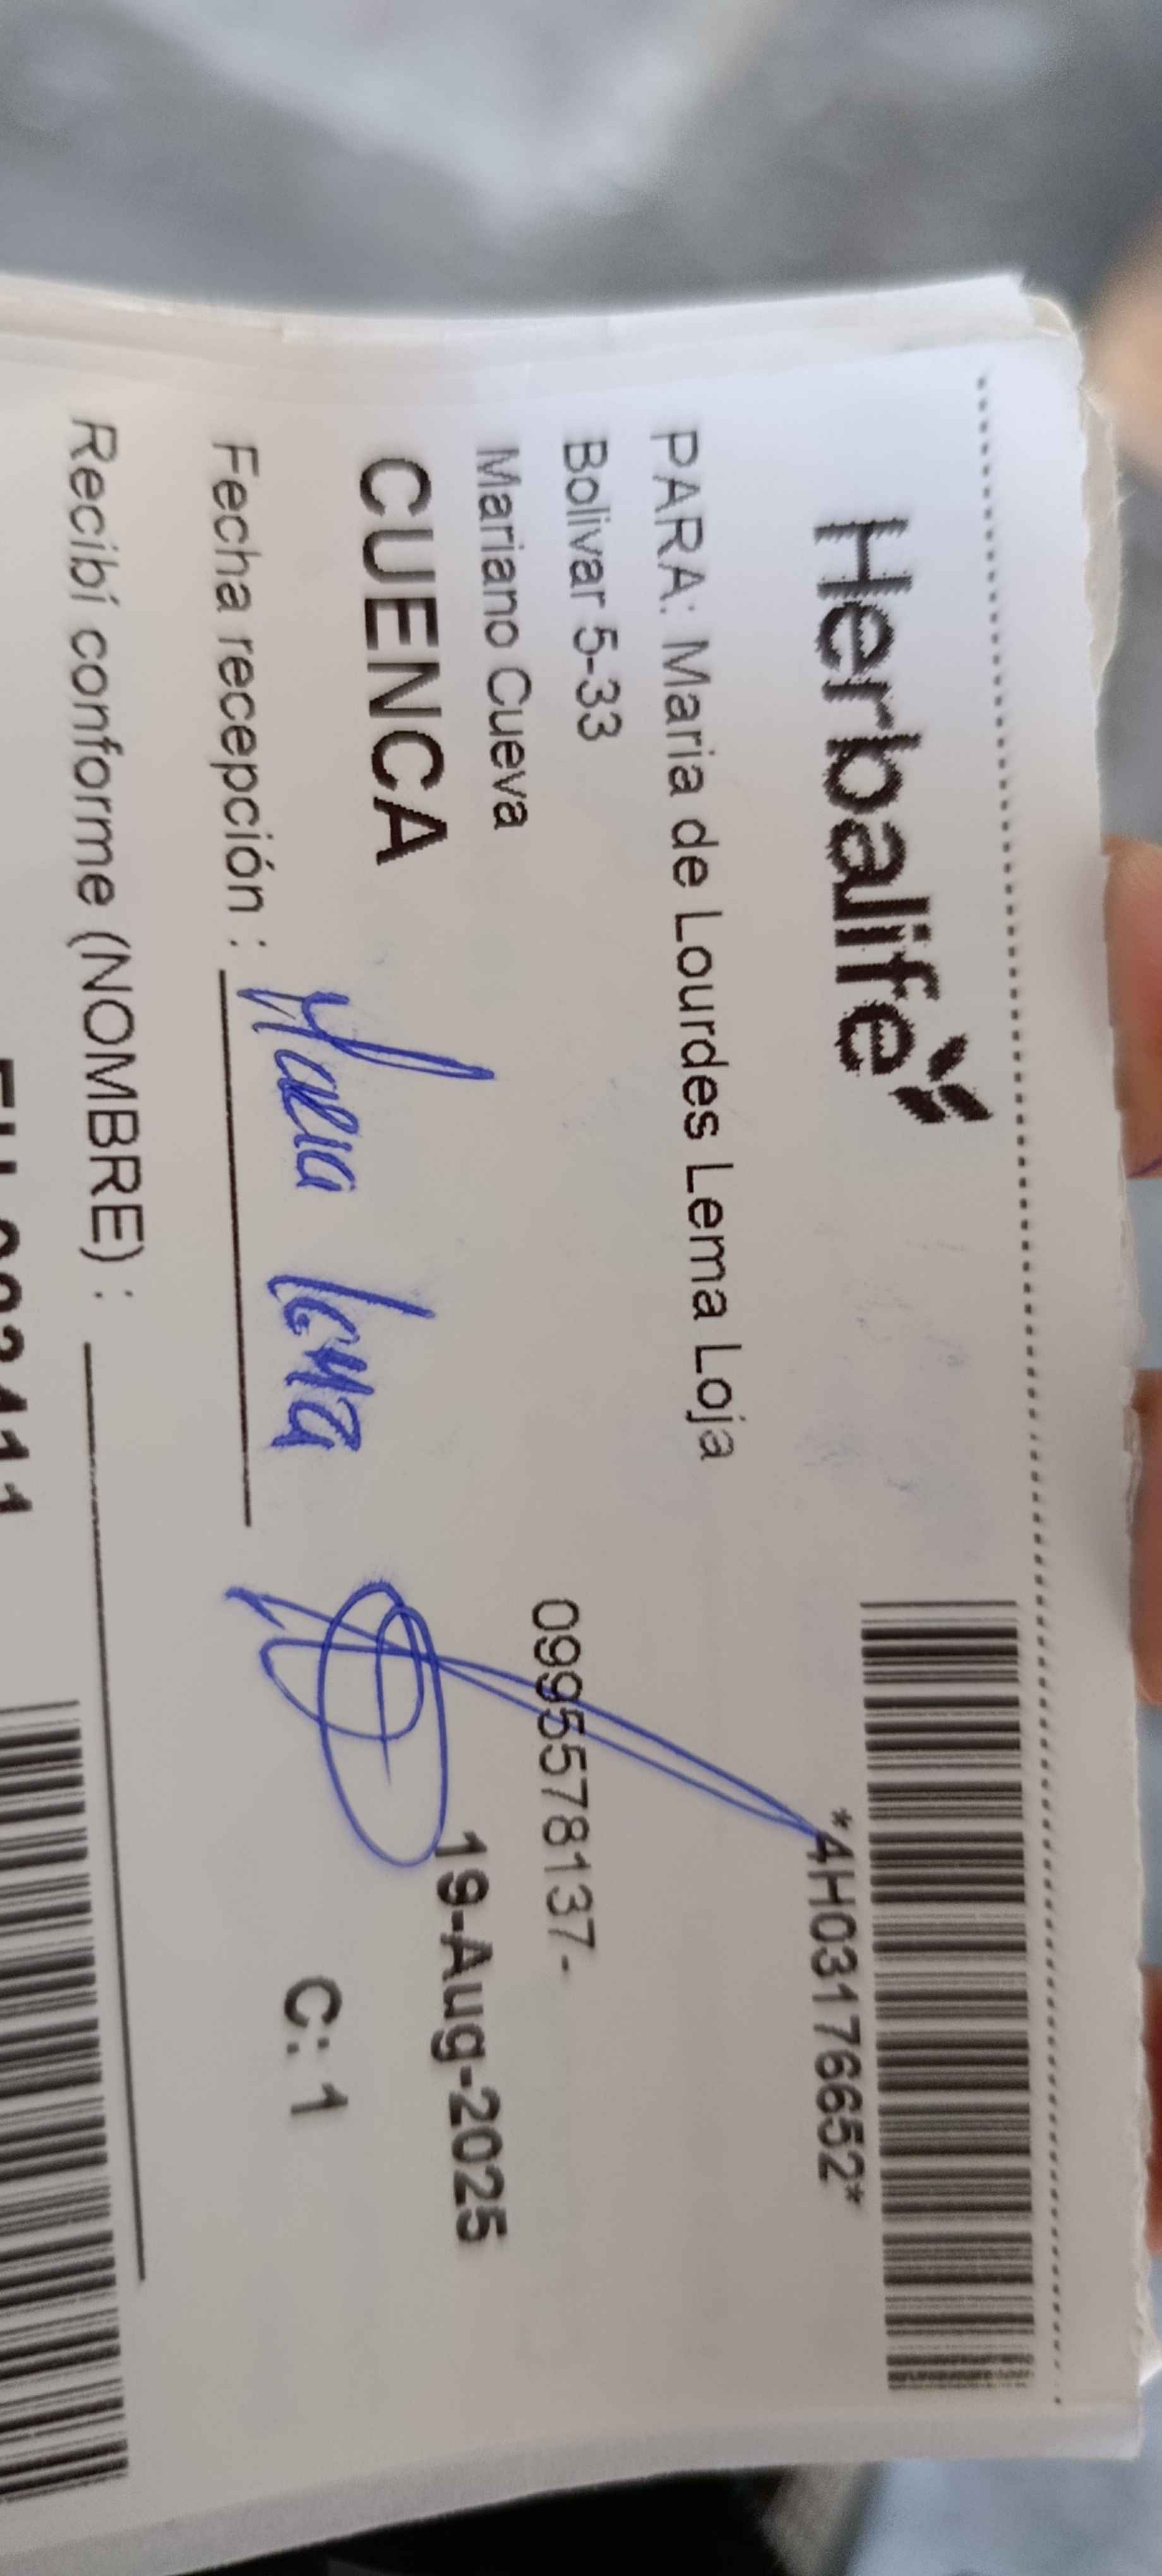 Herbalife
*4H03176652*
PARA: Maria de Lourdes Lema Loja
Bolivar 5-33
0995578137-
Mariano Cueva
19-Aug-2025
CUENCA
C: 1
Fecha recepción : Maria Lema
Recibí conforme (NOMBRE) :